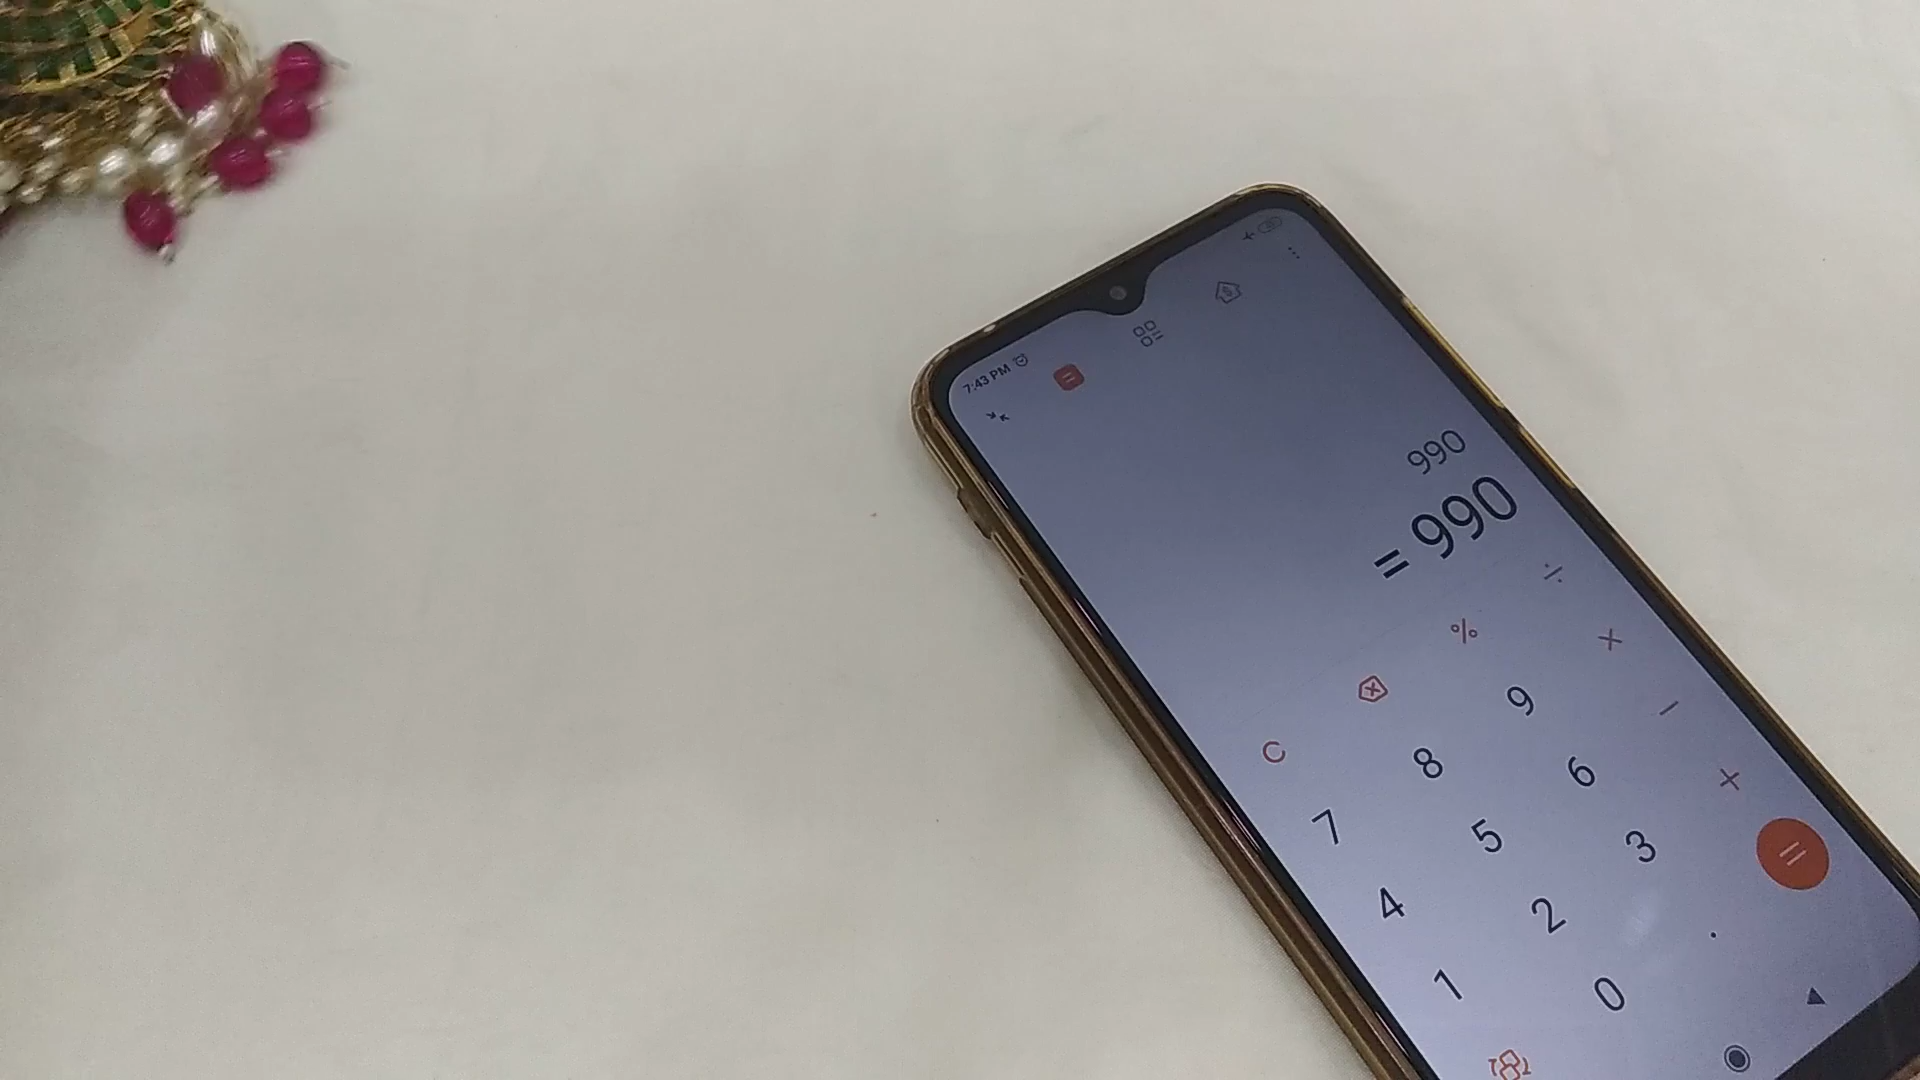 7:43 PM
990
= 990
C % ÷
7 8 9 ×
4 5 6 −
1 2 3 +
0 . =